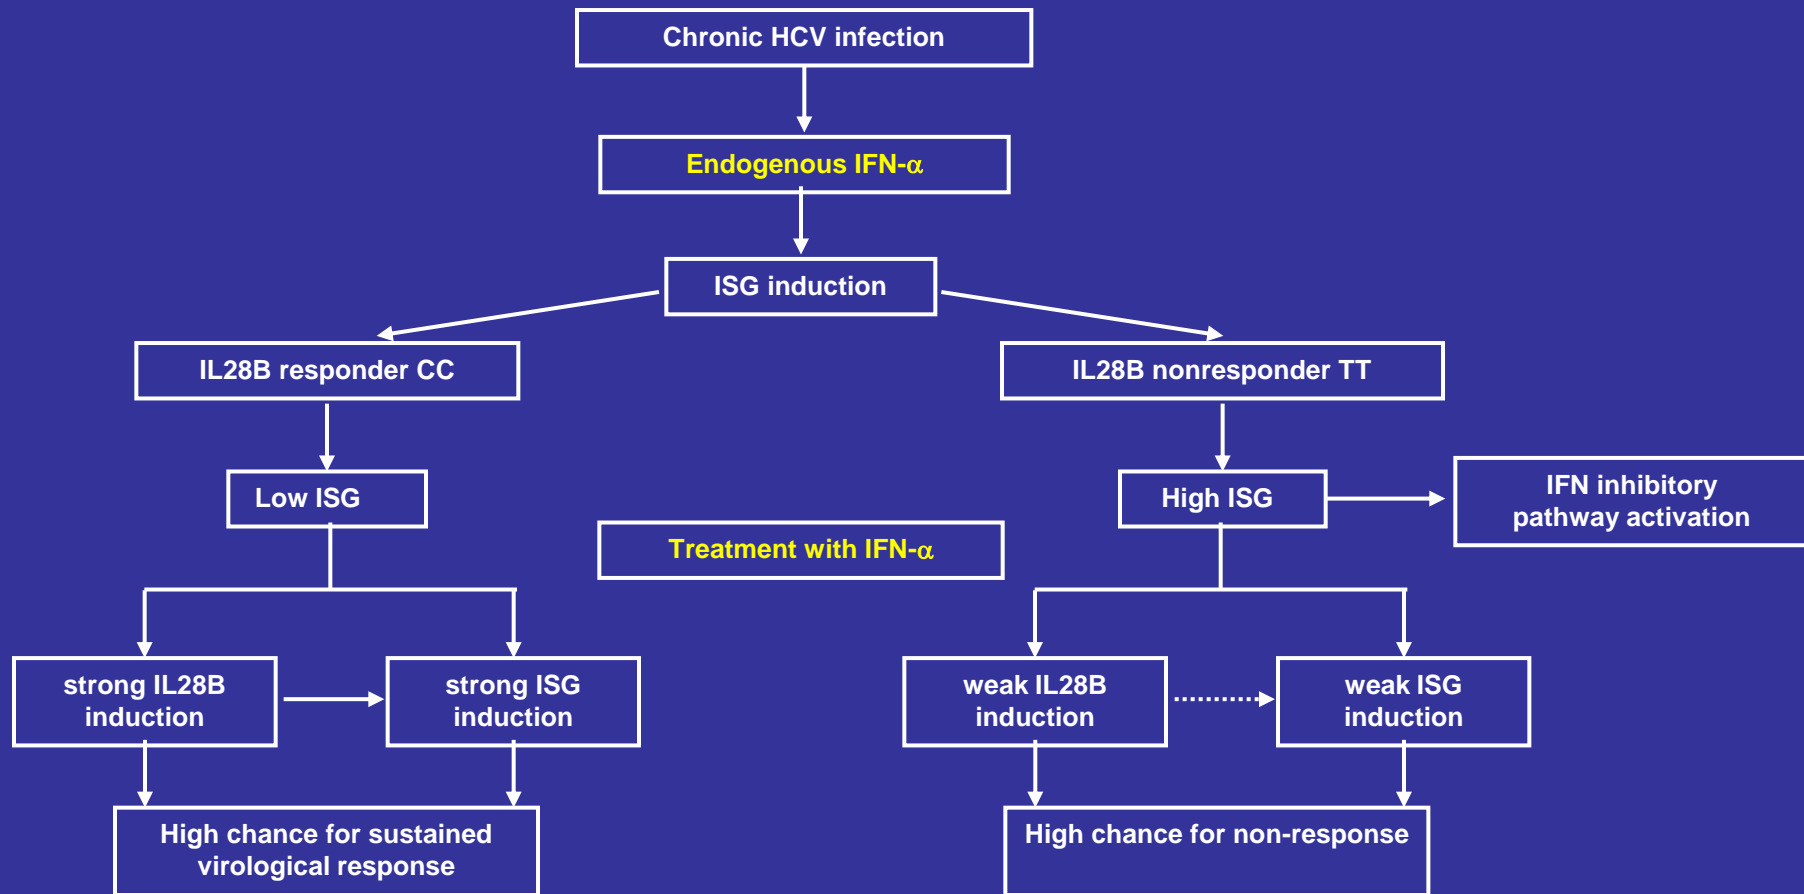 Chronic HCV infection
Endogenous IFN-α
ISG induction
IL28B responder CC
IL28B nonresponder TT
Low ISG
High ISG
IFN inhibitory
pathway activation
Treatment with IFN-α
strong IL28B
induction
strong ISG
induction
weak IL28B
induction
weak ISG
induction
High chance for sustained
virological response
High chance for non-response